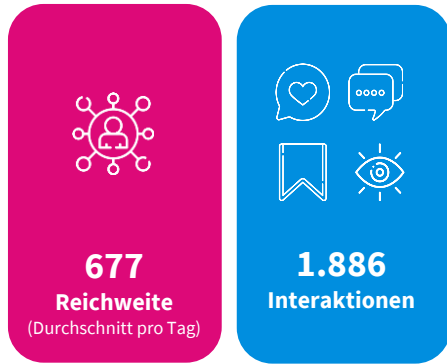 677
Reichweite
(Durchschnitt pro Tag)
1.886
Interaktionen